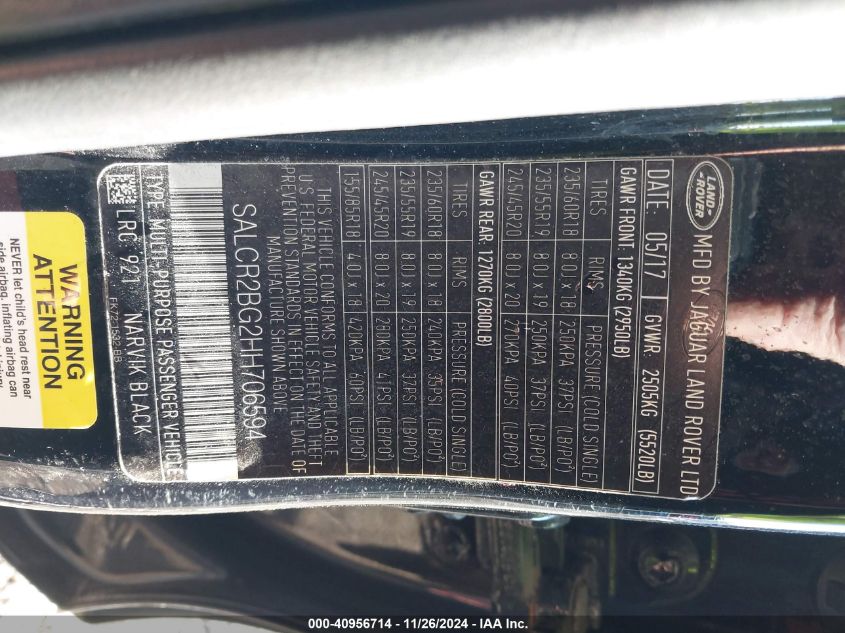 LAND
ROVER
MFD BY JAGUAR LAND ROVER LTD
DATE: 05/17 GVWR 2505KG (5520LB)
GAWR FRONT 1340KG (2950LB)
TIRES RIMS PRESSURE (COLD SINGLE)
235/60R18 8.0J x 18 250KPA 37PSI (LB/PO²)
235/55R19 8.0J x 19 250KPA 37PSI (LB/PO²)
245/45R20 8.0J x 20 270KPA 40PSI (LB/PO²)
GAWR REAR: 1270KG (2800LB)
TIRES RIMS PRESSURE (COLD SINGLE)
235/60R18 8.0J x 18 240KPA 35PSI (LB/PO²)
235/55R19 8.0J x 19 250KPA 37PSI (LB/PO²)
245/45R20 8.0J x 20 280KPA 41PSI (LB/PO²)
155/85R18 4.0J x 18 420KPA 60PSI (LB/PO²)
THIS VEHICLE CONFORMS TO ALL APPLICABLE
U.S. FEDERAL MOTOR VEHICLE SAFETY AND THEFT
PREVENTION STANDARDS IN EFFECT ON THE DATE OF
MANUFACTURE SHOWN ABOVE
SALCR2BG2HH706594
TYPE: MULTI-PURPOSE PASSENGER VEHICLE
LRC 921 NARVIK BLACK
WARNING
ATTENTION
NEVER let child's head rest near
side airbag. Inflating airbag can
000-40956714 - 11/26/2024 - IAA Inc.